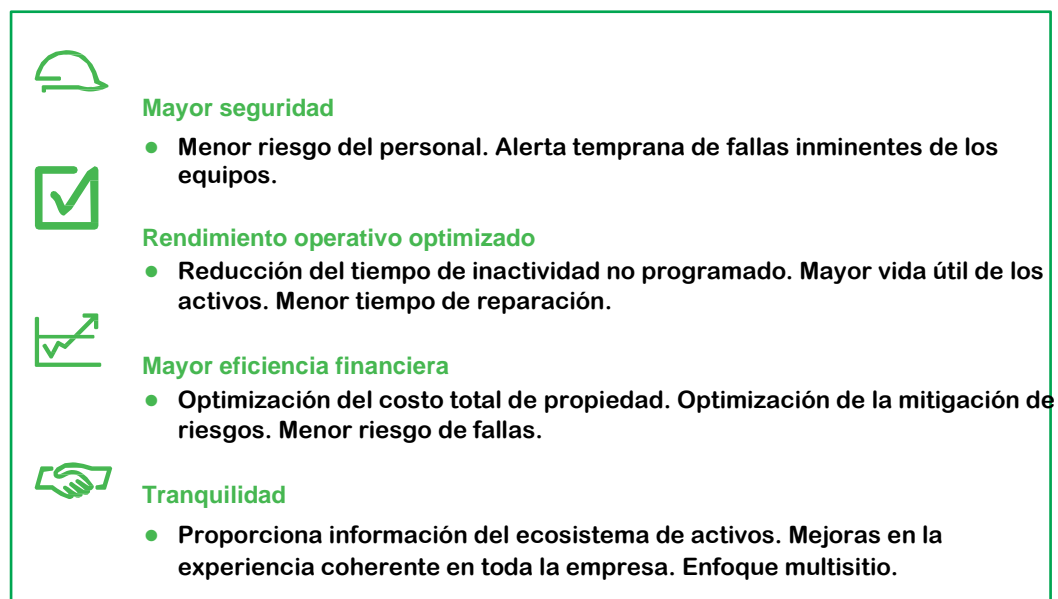 Mayor seguridad
● Menor riesgo del personal. Alerta temprana de fallas inminentes de los
equipos.
Rendimiento operativo optimizado
● Reducción del tiempo de inactividad no programado. Mayor vida útil de los
activos. Menor tiempo de reparación.
Mayor eficiencia financiera
● Optimización del costo total de propiedad. Optimización de la mitigación de
riesgos. Menor riesgo de fallas.
Tranquilidad
● Proporciona información del ecosistema de activos. Mejoras en la
experiencia coherente en toda la empresa. Enfoque multisitio.